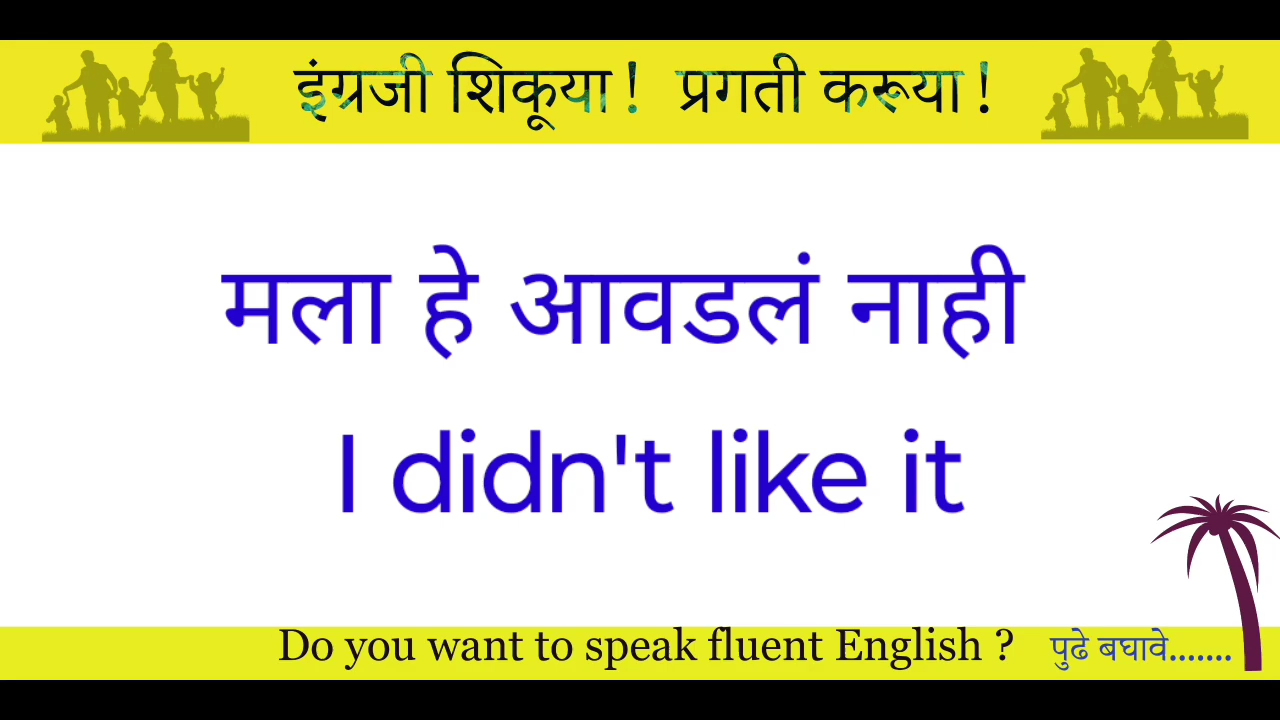 इंग्रजी शिकूया! प्रगती करूया!
मला हे आवडलं नाही
I didn't like it
Do you want to speak fluent English ? पुढे बघावे.......